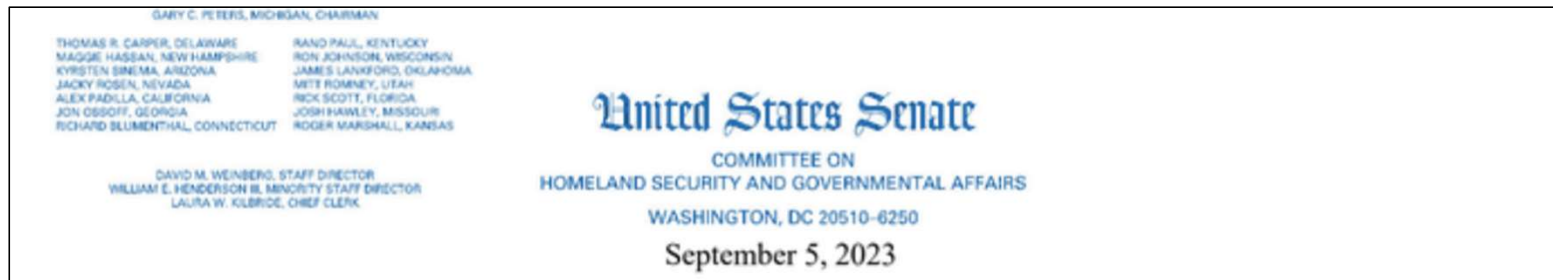 GARY C. PETERS, MICHIGAN, CHAIRMAN
THOMAS R. CARPER, DELAWARE
MAGGIE HASSAN, NEW HAMPSHIRE
KYRSTEN SINEMA, ARIZONA
JACKY ROSEN, NEVADA
ALEX PADILLA, CALIFORNIA
JON OSSOFF, GEORGIA
RICHARD BLUMENTHAL, CONNECTICUT
RAND PAUL, KENTUCKY
RON JOHNSON, WISCONSIN
JAMES LANKFORD, OKLAHOMA
MITT ROMNEY, UTAH
RICK SCOTT, FLORIDA
JOSH HAWLEY, MISSOURI
ROGER MARSHALL, KANSAS
DAVID M. WEINBERG, STAFF DIRECTOR
WILLIAM E. HENDERSON III, MINORITY STAFF DIRECTOR
LAURA W. KILBRIDE, CHIEF CLERK
United States Senate
COMMITTEE ON
HOMELAND SECURITY AND GOVERNMENTAL AFFAIRS
WASHINGTON, DC 20510-6250
September 5, 2023